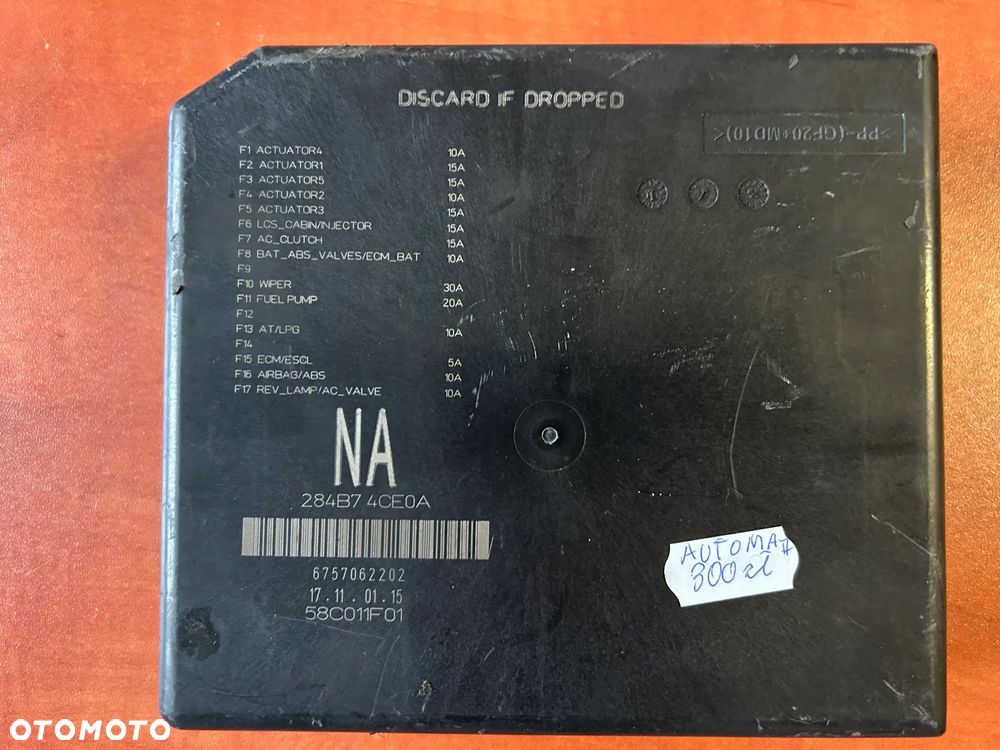 DISCARD IF DROPPED
>PP-(GF20+MD10)<
F1 ACTUATOR4 10A
F2 ACTUATOR1 15A
F3 ACTUATOR5 15A
F4 ACTUATOR2 10A
F5 ACTUATOR3 15A
F6 LCS_CABIN/INJECTOR 15A
F7 AC_CLUTCH 15A
F8 BAT_ABS_VALVES/ECM_BAT 10A
F9
F10 WIPER 30A
F11 FUEL PUMP 20A
F12
F13 AT/LPG 10A
F14
F15 ECM/ESCL 5A
F16 AIRBAG/ABS 10A
F17 REV_LAMP/AC_VALVE 10A
NA
284B7 4CE0A
6757062202
17.11.01.15
58C011F01
AUTOMAT
300 zł
OTOMOTO